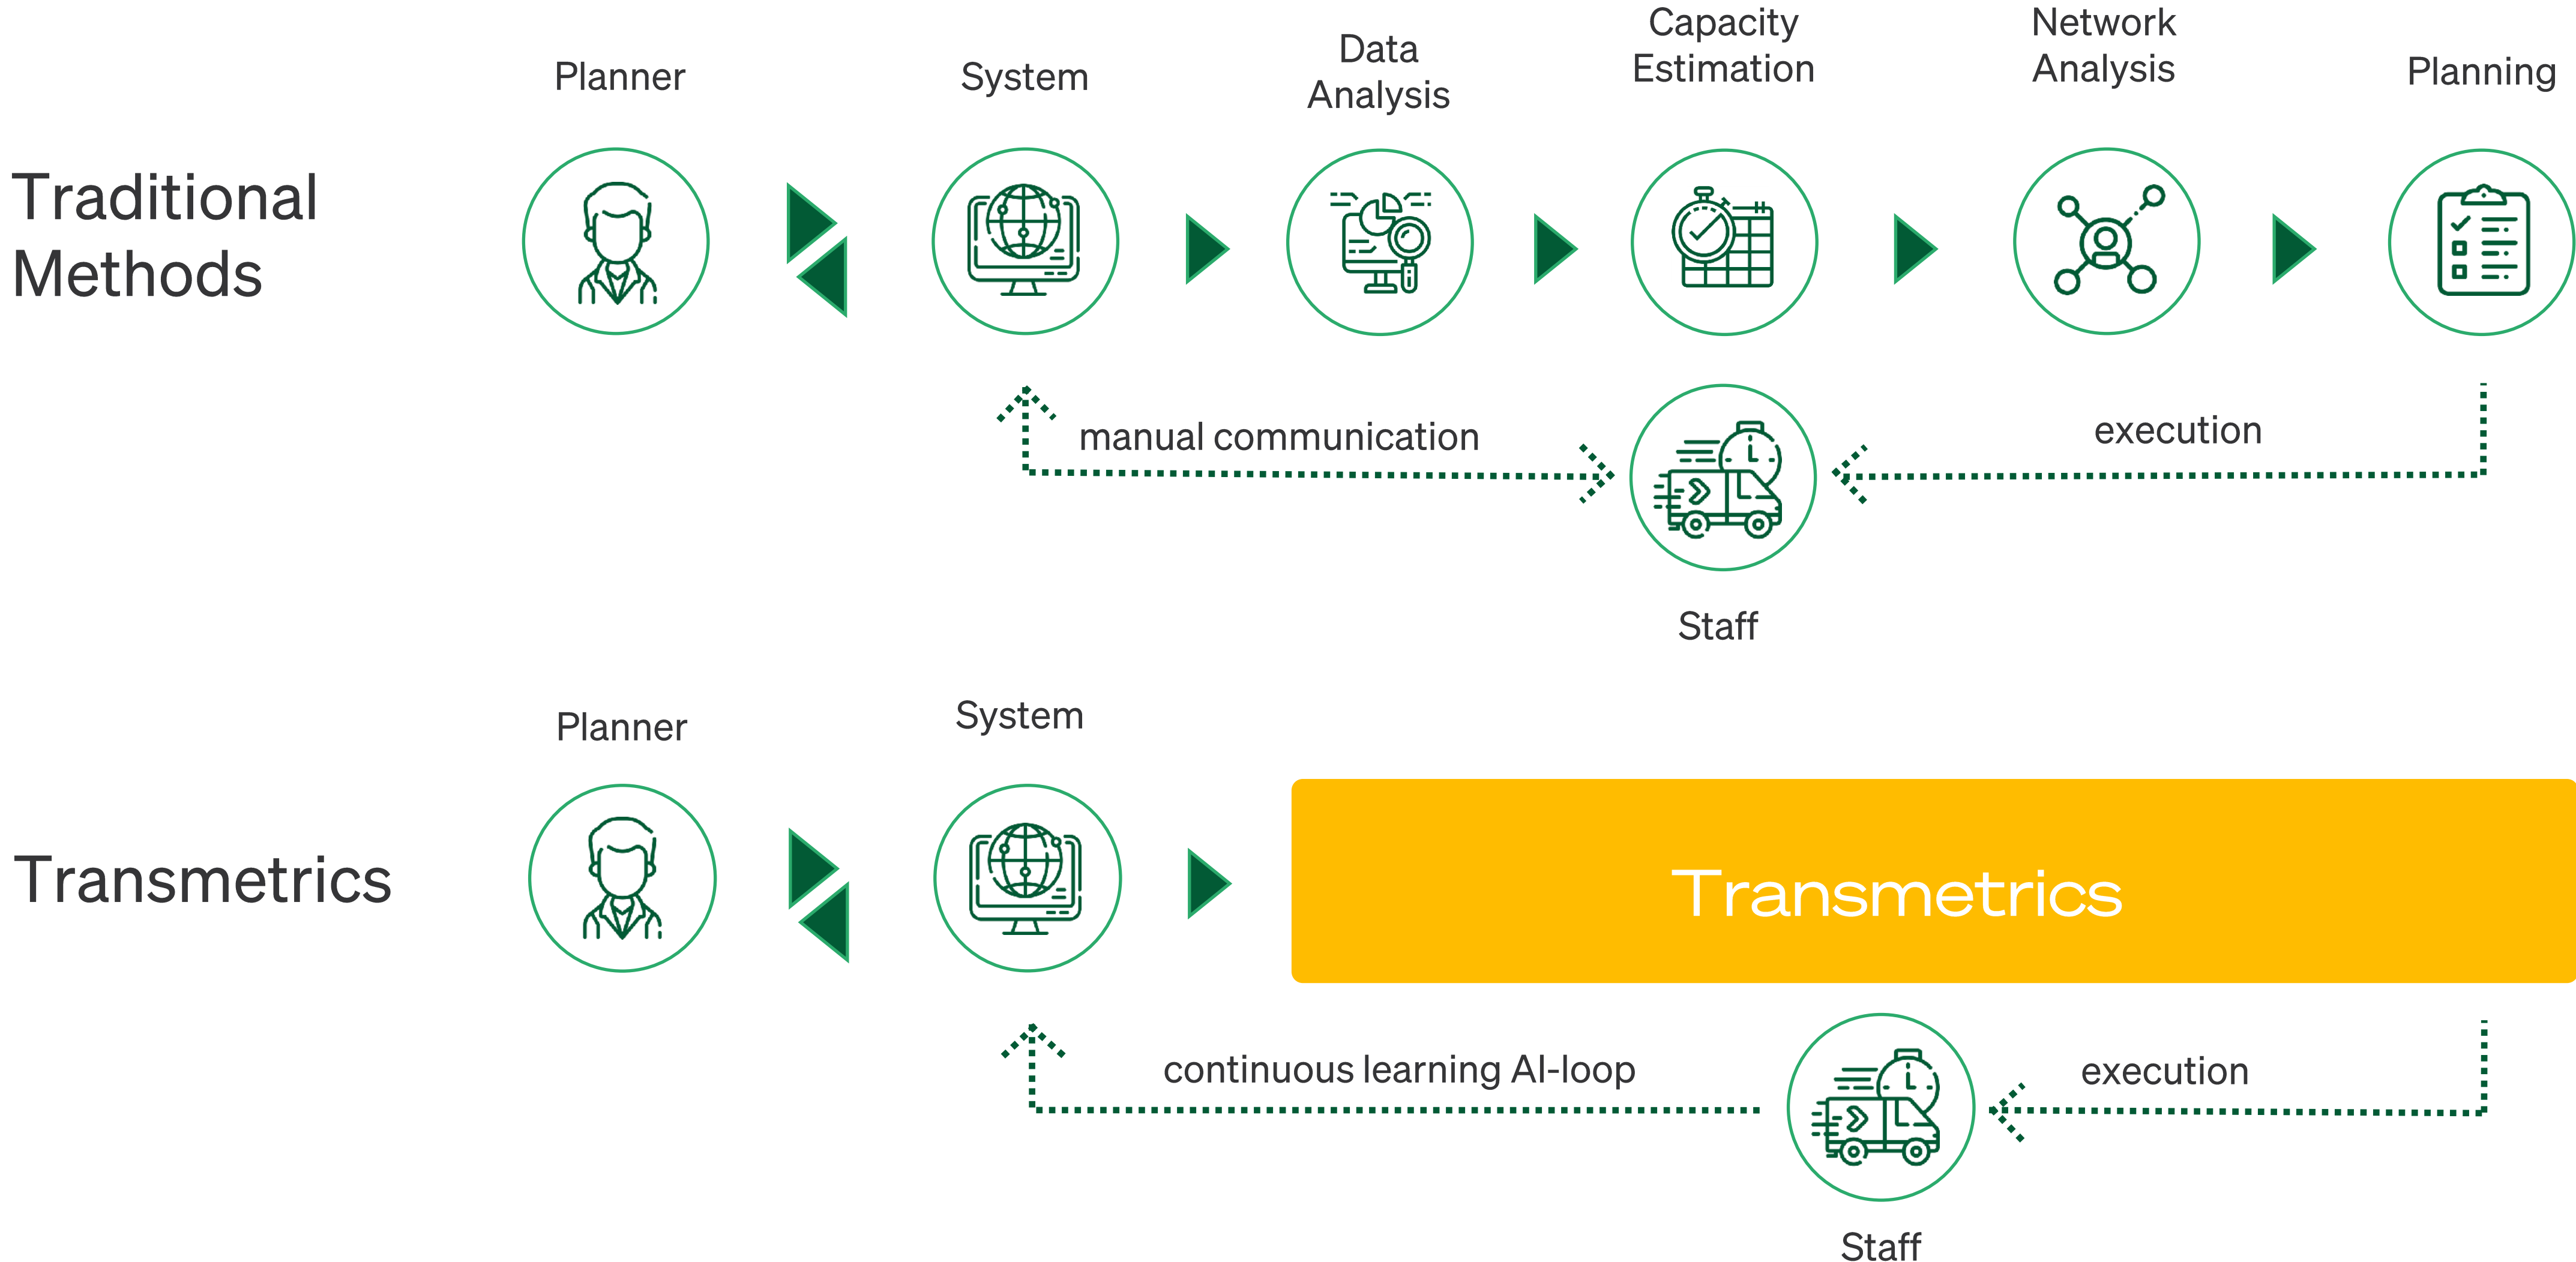 Traditional
Methods
Planner
System
Data
Analysis
Capacity
Estimation
Network
Analysis
Planning
manual communication
execution
Staff
Transmetrics
Planner
System
Transmetrics
continuous learning AI-loop
execution
Staff